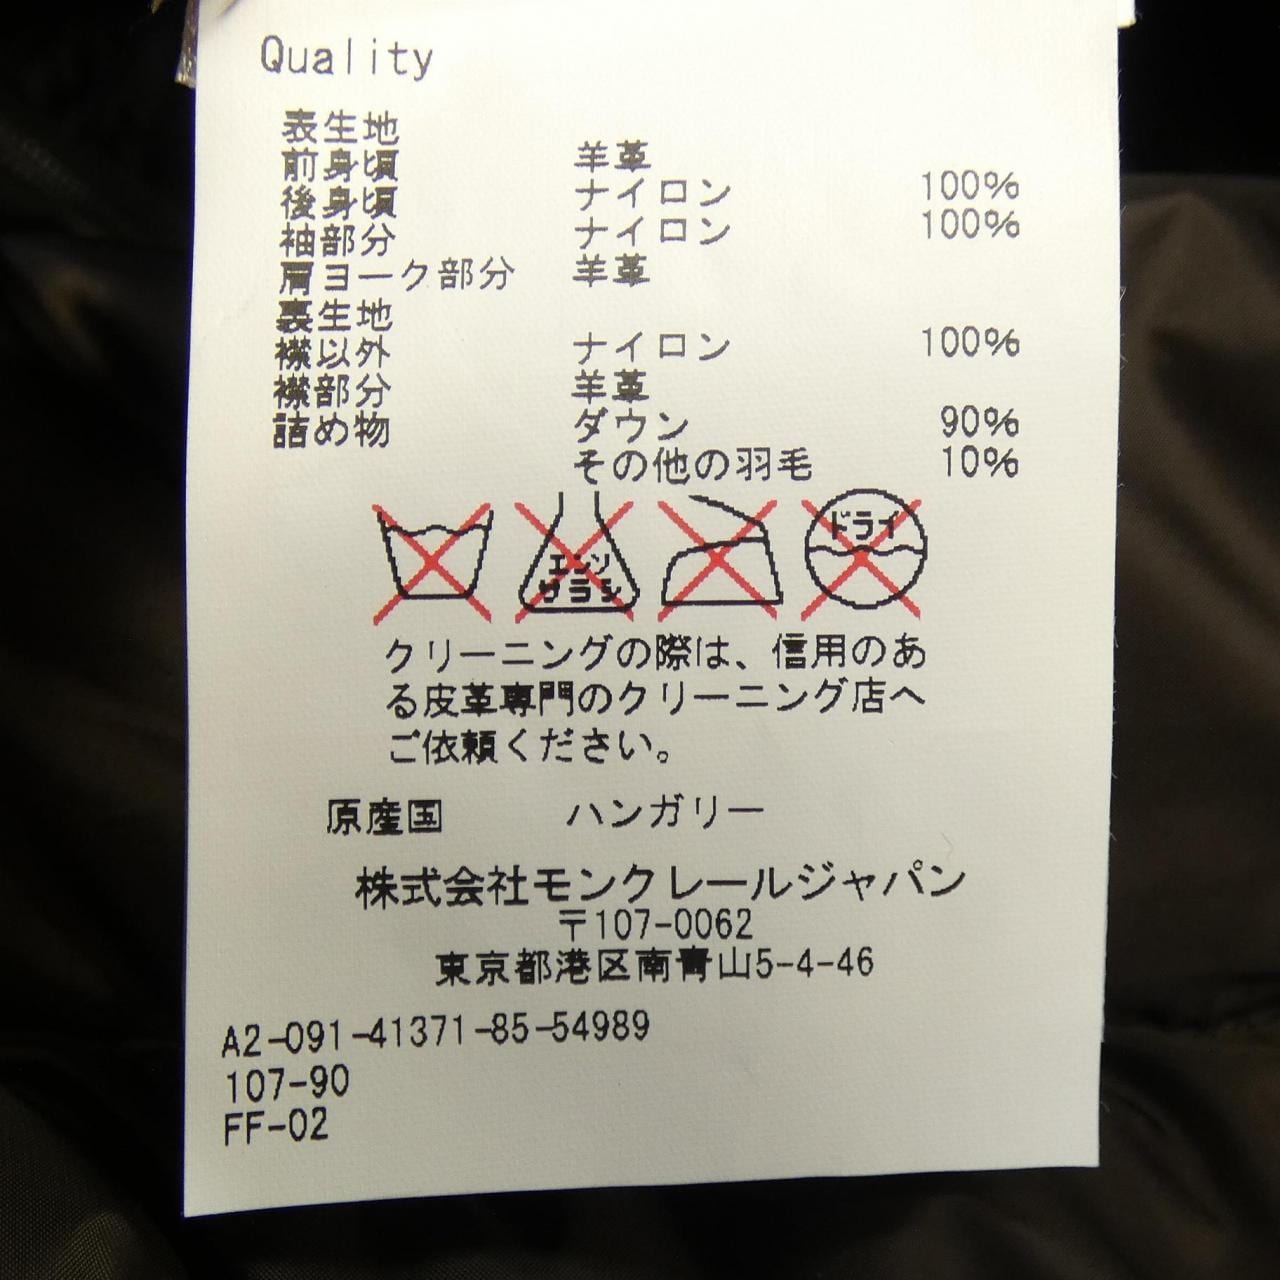 Quality
表生地
前身頃 羊革
後身頃 ナイロン 100%
袖部分 ナイロン 100%
肩ヨーク部分 羊革
裏生地
襟以外 ナイロン 100%
襟部分 羊革
詰め物 ダウン 90%
その他の羽毛 10%
エンソ
サラシ
ドライ
クリーニングの際は、信用のあ
る皮革専門のクリーニング店へ
ご依頼ください。
原産国 ハンガリー
株式会社モンクレールジャパン
〒107-0062
東京都港区南青山5-4-46
A2-091-41371-85-54989
107-90
FF-02